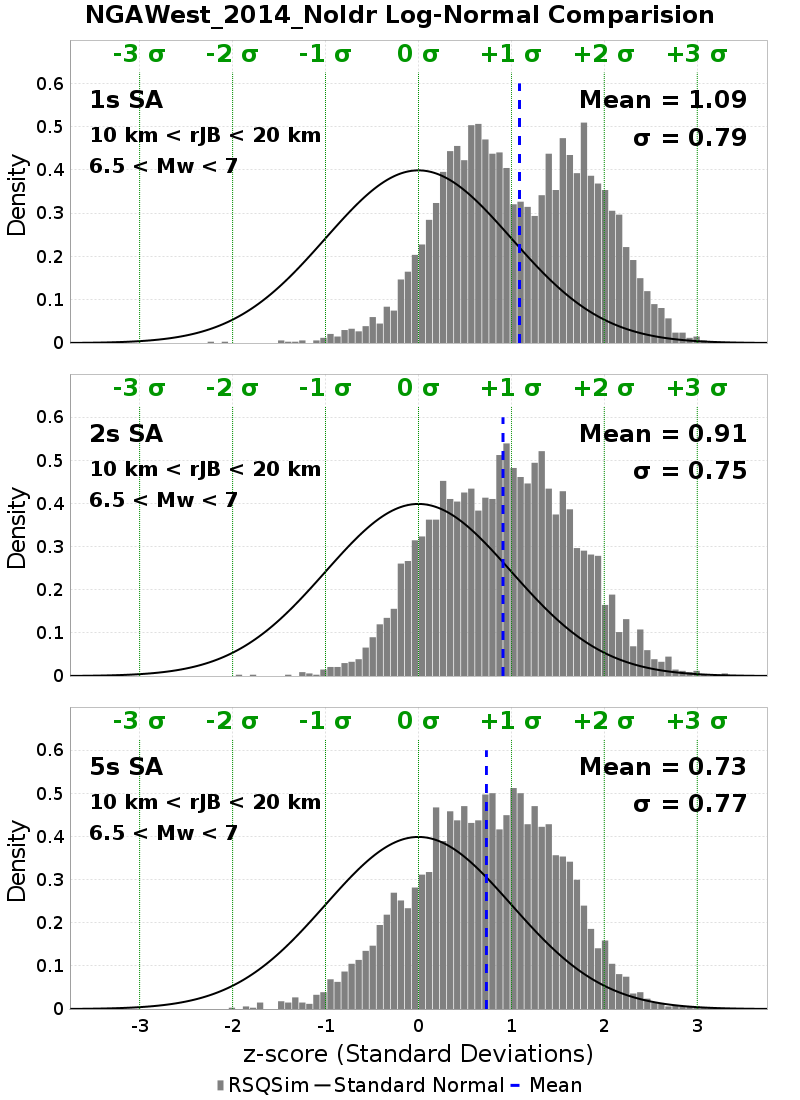 NGAWest_2014_NoIdr Log-Normal Comparision
-3 σ -2 σ -1 σ 0 σ +1 σ +2 σ +3 σ
0.6
1s SA Mean = 1.09
0.5
10 km < rJB < 20 km σ = 0.79
6.5 < Mw < 7
0.4
0.3
0.2
0.1
0
Density
-3 σ -2 σ -1 σ 0 σ +1 σ +2 σ +3 σ
0.6
2s SA Mean = 0.91
0.5
10 km < rJB < 20 km σ = 0.75
6.5 < Mw < 7
0.4
0.3
0.2
0.1
0
Density
-3 σ -2 σ -1 σ 0 σ +1 σ +2 σ +3 σ
0.6
5s SA Mean = 0.73
0.5
10 km < rJB < 20 km σ = 0.77
6.5 < Mw < 7
0.4
0.3
0.2
0.1
0
Density
-3 -2 -1 0 1 2 3
z-score (Standard Deviations)
RSQSim Standard Normal Mean